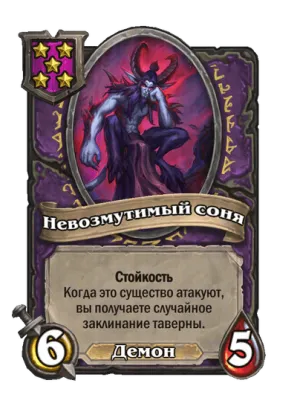 Невозмутимый соня
Стойкость
Когда это существо атакуют,
вы получаете случайное
заклинание таверны.
6
Демон
5